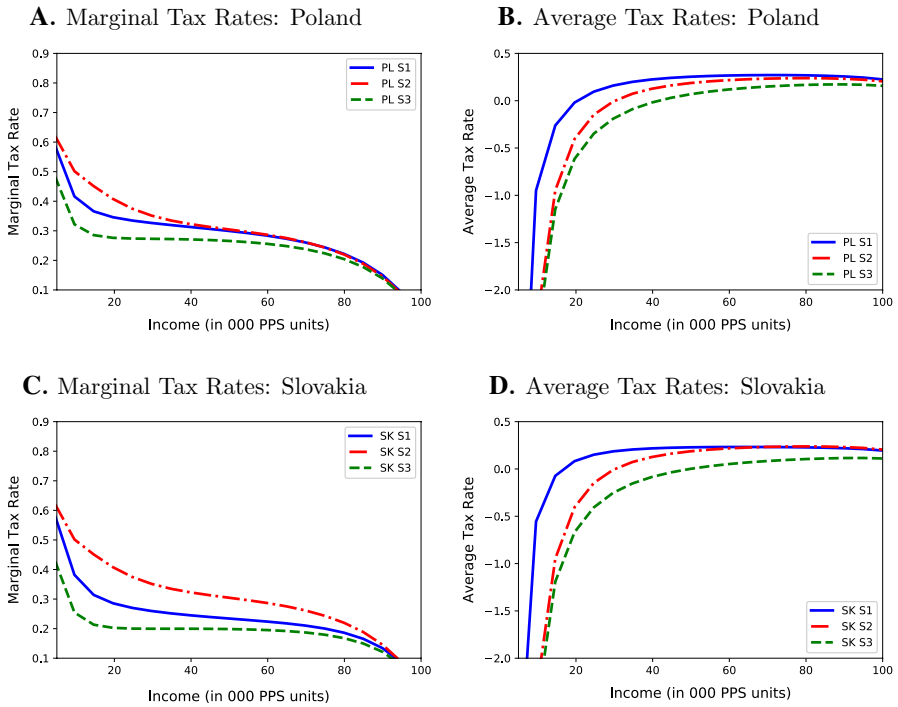 A. Marginal Tax Rates: Poland
0.9
0.8
0.7
0.6
0.5
0.4
0.3
0.2
0.1
Marginal Tax Rate
PL S1
PL S2
PL S3
20 40 60 80 100
Income (in 000 PPS units)
B. Average Tax Rates: Poland
0.5
0.0
−0.5
−1.0
−1.5
−2.0
Average Tax Rate
PL S1
PL S2
PL S3
20 40 60 80 100
Income (in 000 PPS units)
C. Marginal Tax Rates: Slovakia
0.9
0.8
0.7
0.6
0.5
0.4
0.3
0.2
0.1
Marginal Tax Rate
SK S1
SK S2
SK S3
20 40 60 80 100
Income (in 000 PPS units)
D. Average Tax Rates: Slovakia
0.5
0.0
−0.5
−1.0
−1.5
−2.0
Average Tax Rate
SK S1
SK S2
SK S3
20 40 60 80 100
Income (in 000 PPS units)